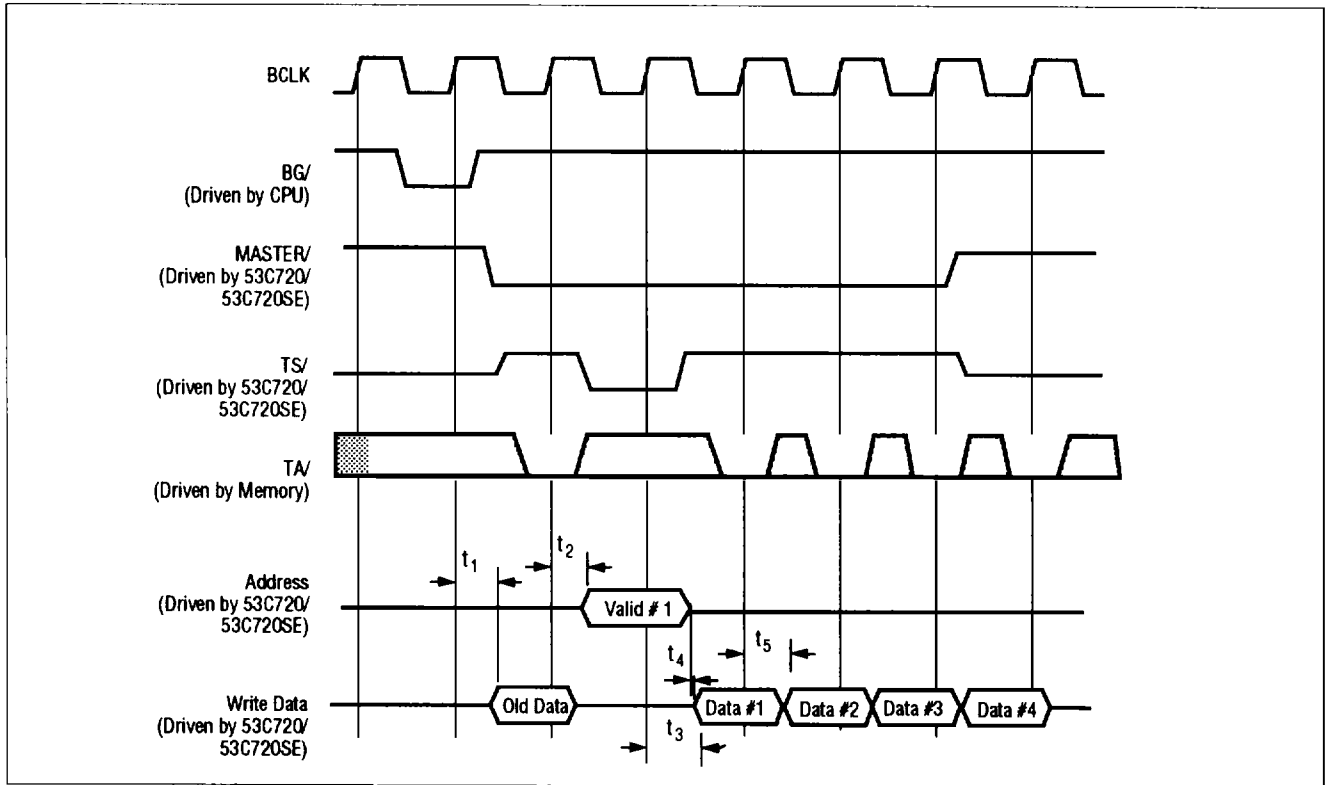 BCLK
BG/
(Driven by CPU)
MASTER/
(Driven by 53C720/
53C720SE)
TS/
(Driven by 53C720/
53C720SE)
TA/
(Driven by Memory)
t1
t2
Address
(Driven by 53C720/
53C720SE)
Valid # 1
t4
t5
Write Data
(Driven by 53C720/
53C720SE)
Old Data
Data #1
Data #2
Data #3
Data #4
t3